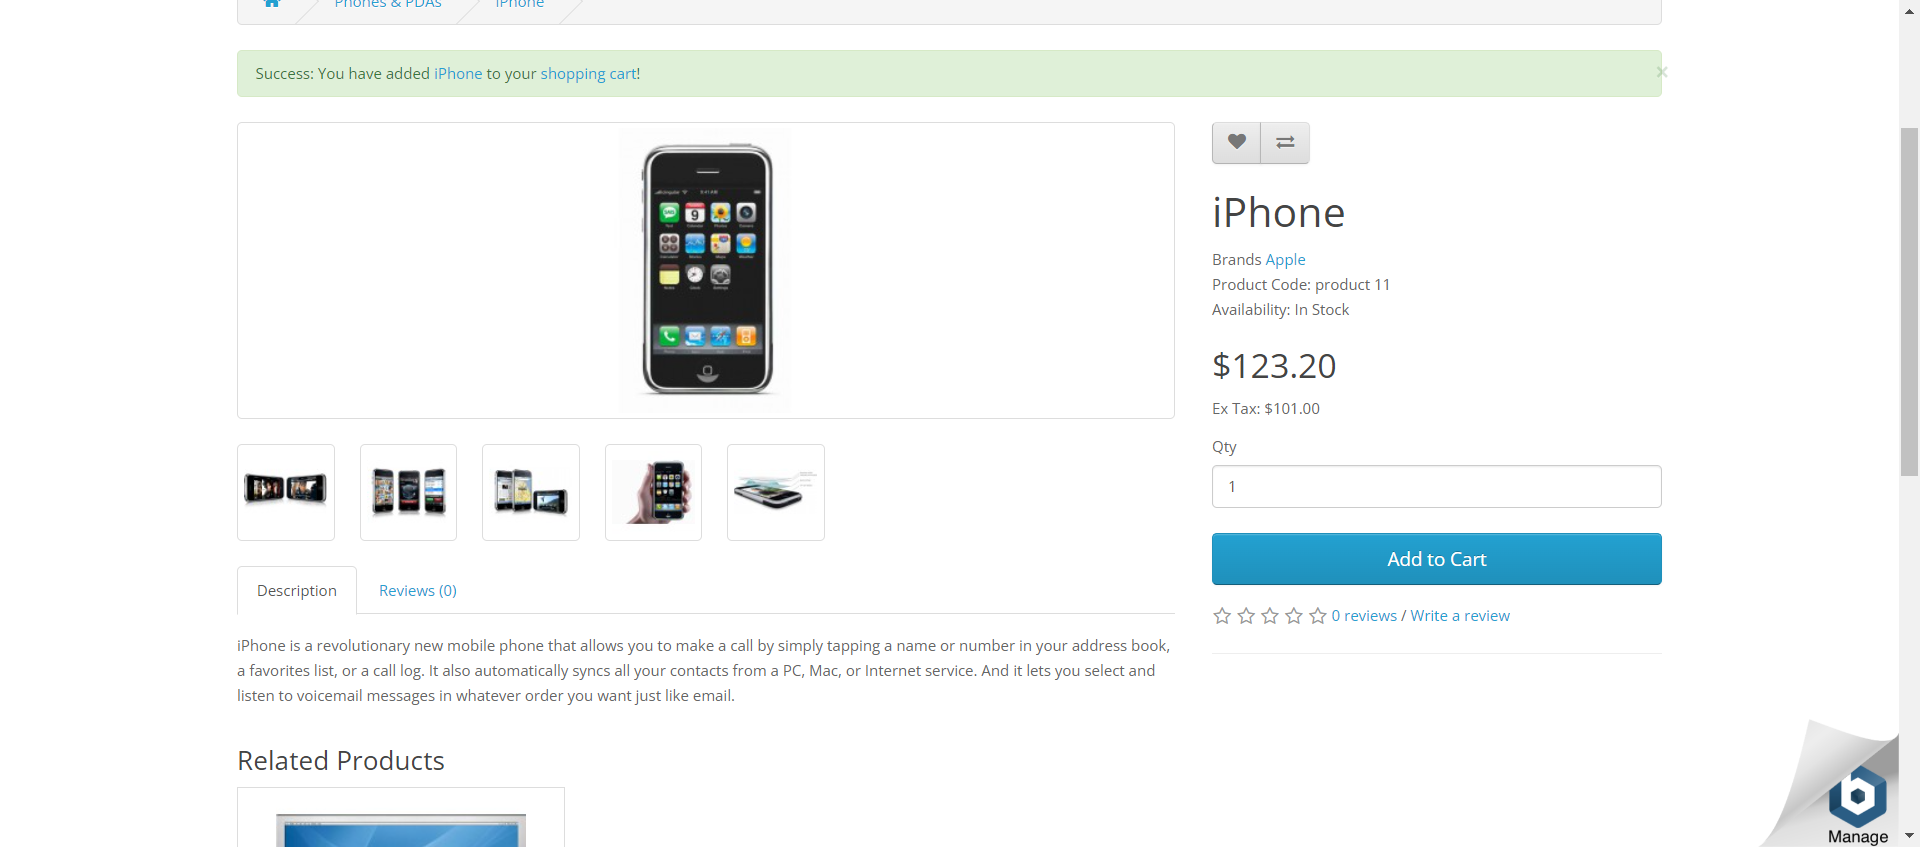 Phones & PDAs iPhone
Success: You have added iPhone to your shopping cart!
×
iPhone
Brands Apple
Product Code: product 11
Availability: In Stock
$123.20
Ex Tax: $101.00
Qty
1
Add to Cart
0 reviews / Write a review
Description Reviews (0)
iPhone is a revolutionary new mobile phone that allows you to make a call by simply tapping a name or number in your address book,
a favorites list, or a call log. It also automatically syncs all your contacts from a PC, Mac, or Internet service. And it lets you select and
listen to voicemail messages in whatever order you want just like email.
Related Products
Manage